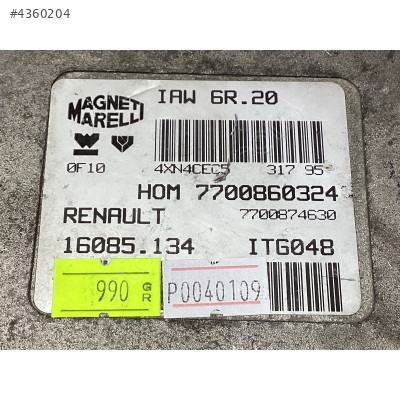 #4360204
MAGNETI MARELLI
IAW 6R.20
0F10 4XN4CEC5 317 95
HOM 7700860324
RENAULT 7700874630
16085.134 ITG048
990 GR P0040109